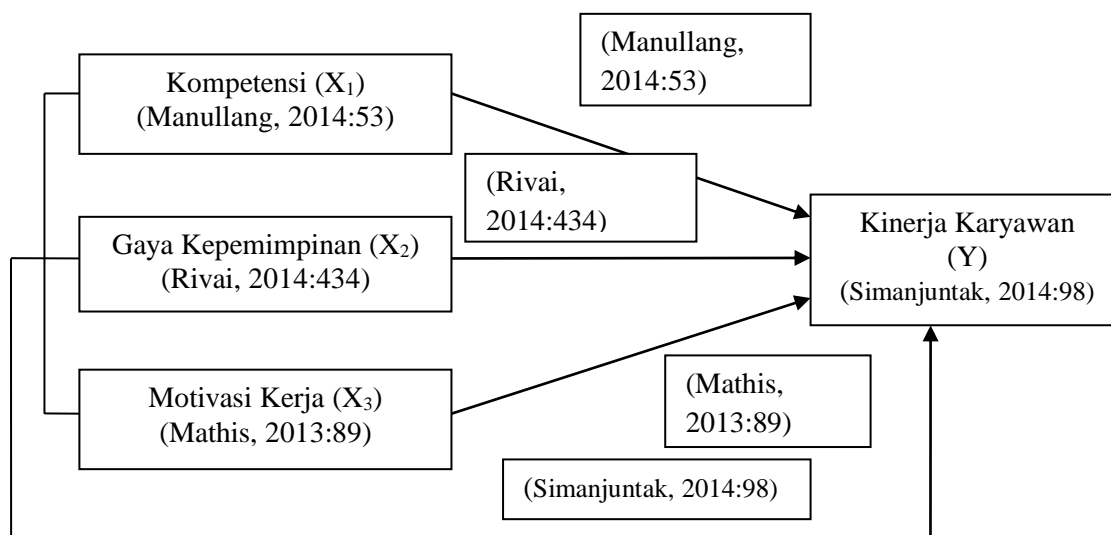 (Manullang,
2014:53)
Kompetensi (X₁)
(Manullang, 2014:53)
(Rivai,
2014:434)
Gaya Kepemimpinan (X₂)
(Rivai, 2014:434)
Kinerja Karyawan
(Y)
(Simanjuntak, 2014:98)
Motivasi Kerja (X₃)
(Mathis, 2013:89)
(Mathis,
2013:89)
(Simanjuntak, 2014:98)